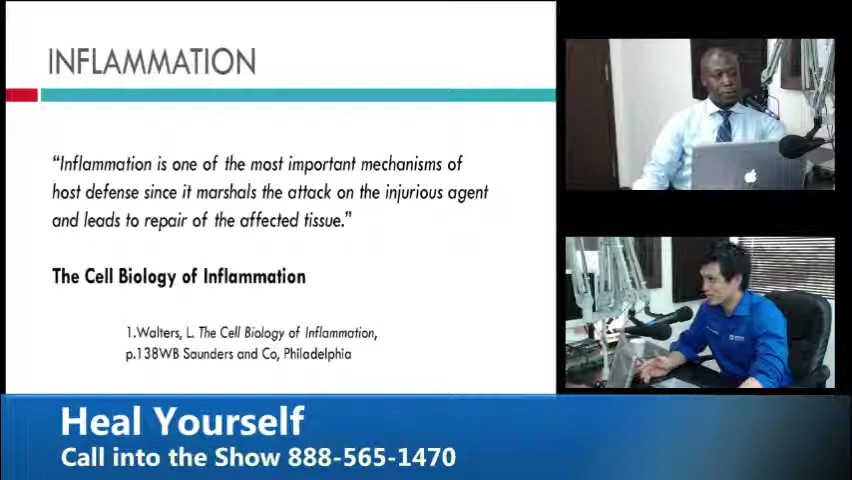 INFLAMMATION
“Inflammation is one of the most important mechanisms of
host defense since it marshals the attack on the injurious agent
and leads to repair of the affected tissue.”
The Cell Biology of Inflammation
1.Walters, L. The Cell Biology of Inflammation,
p.138WB Saunders and Co, Philadelphia
Heal Yourself
Call into the Show 888-565-1470